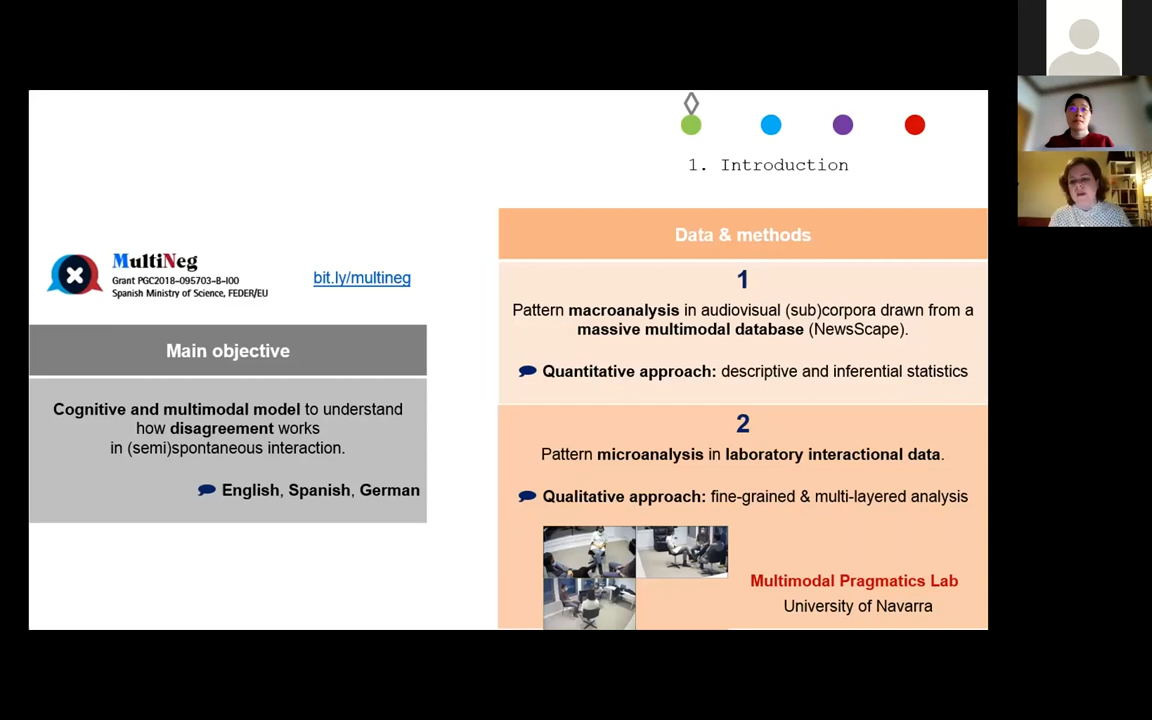 1. Introduction
MultiNeg
Grant PGC2018-095703-B-I00
Spanish Ministry of Science, FEDER/EU
bit.ly/multineg
Main objective
Cognitive and multimodal model to understand
how disagreement works
in (semi)spontaneous interaction.
English, Spanish, German
Data & methods
1
Pattern macroanalysis in audiovisual (sub)corpora drawn from a
massive multimodal database (NewsScape).
Quantitative approach: descriptive and inferential statistics
2
Pattern microanalysis in laboratory interactional data.
Qualitative approach: fine-grained & multi-layered analysis
Multimodal Pragmatics Lab
University of Navarra